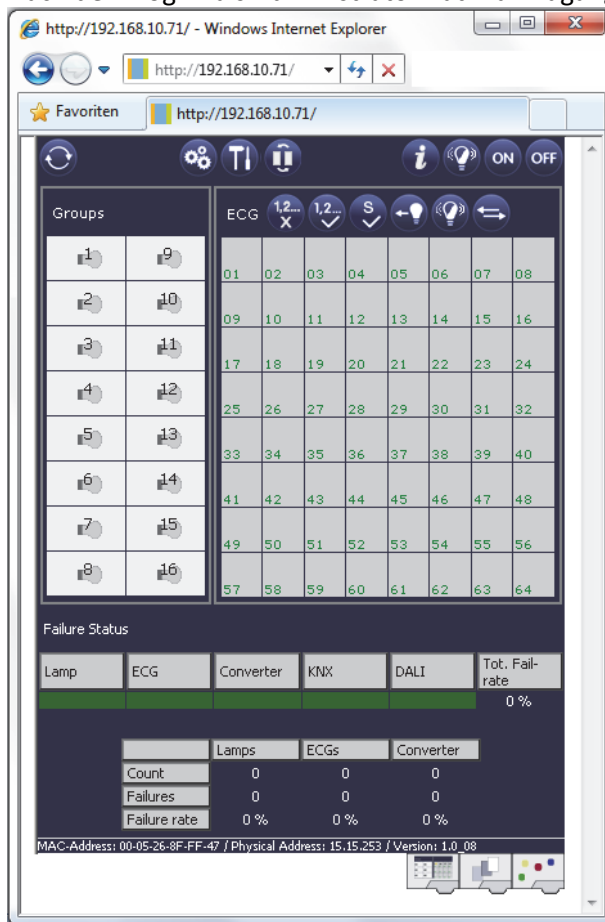 http://192.168.10.71/ - Windows Internet Explorer
http://192.168.10.71/
Favoriten
http://192.168.10.71/
i ON OFF
Groups
ECG 1,2... X 1,2... S
1 9
2 10
3 11
4 12
5 13
6 14
7 15
8 16
01 02 03 04 05 06 07 08
09 10 11 12 13 14 15 16
17 18 19 20 21 22 23 24
25 26 27 28 29 30 31 32
33 34 35 36 37 38 39 40
41 42 43 44 45 46 47 48
49 50 51 52 53 54 55 56
57 58 59 60 61 62 63 64
Failure Status
Lamp ECG Converter KNX DALI Tot. Fail-
rate
0 %
Lamps ECGs Converter
Count 0 0 0
Failures 0 0 0
Failure rate 0 % 0 % 0 %
MAC-Address: 00-05-26-8F-FF-47 / Physical Address: 15.15.253 / Version: 1.0_08